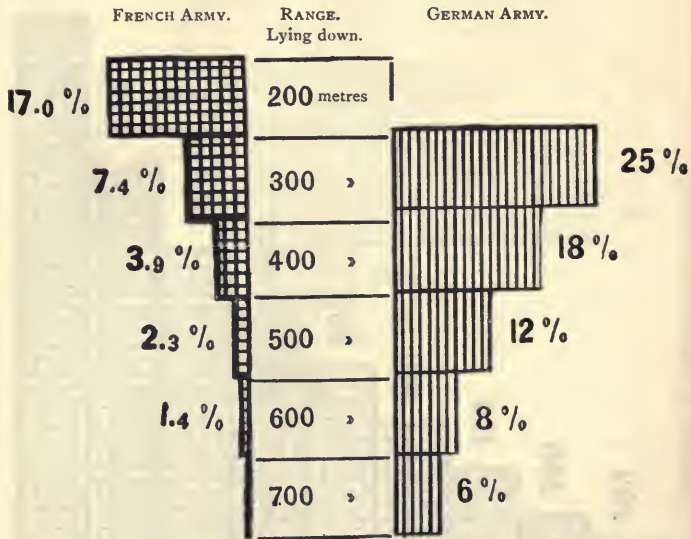 FRENCH ARMY. RANGE. GERMAN ARMY.
Lying down.
17.0 % 200 metres
7.4 % 300 » 25 %
3.9 % 400 » 18 %
2.3 % 500 » 12 %
1.4 % 600 » 8 %
700 » 6 %